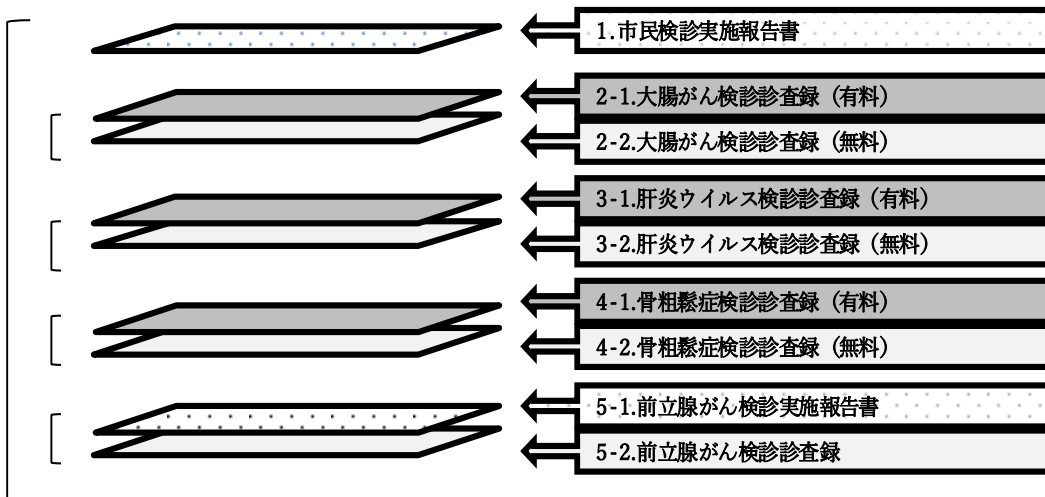 1.市民検診実施報告書
2-1.大腸がん検診診査録（有料）
2-2.大腸がん検診診査録（無料）
3-1.肝炎ウイルス検診診査録（有料）
3-2.肝炎ウイルス検診診査録（無料）
4-1.骨粗鬆症検診診査録（有料）
4-2.骨粗鬆症検診診査録（無料）
5-1.前立腺がん検診実施報告書
5-2.前立腺がん検診診査録